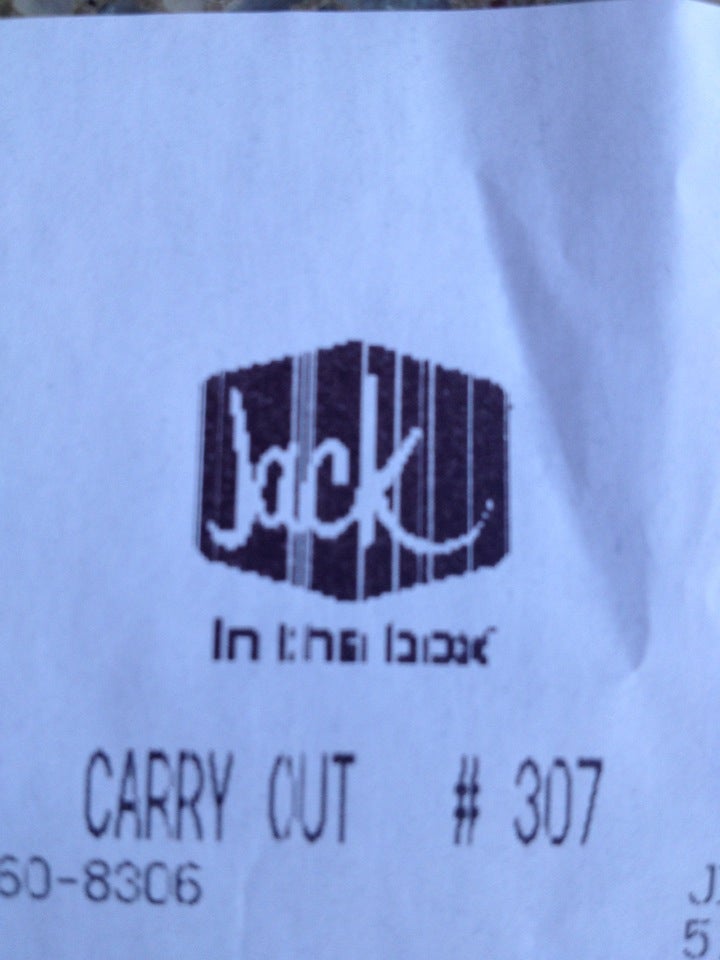 Jack
in the box
CARRY OUT # 307
60-8306